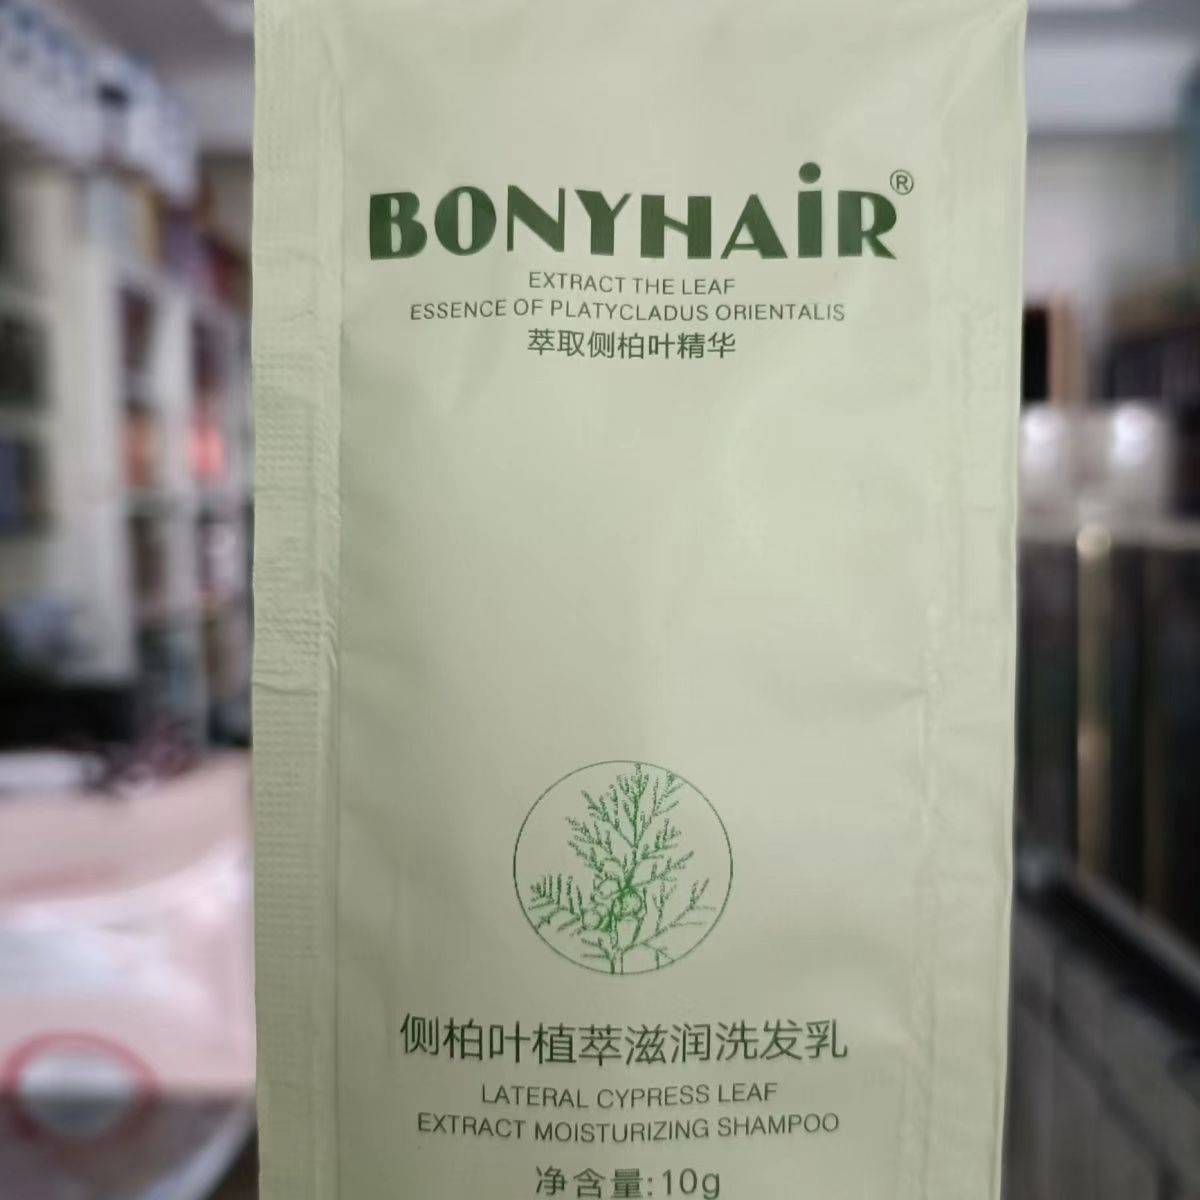 BONYHAiR®
EXTRACT THE LEAF
ESSENCE OF PLATYCLADUS ORIENTALIS
萃取侧柏叶精华
侧柏叶植萃滋润洗发乳
LATERAL CYPRESS LEAF
EXTRACT MOISTURIZING SHAMPOO
净含量:10g